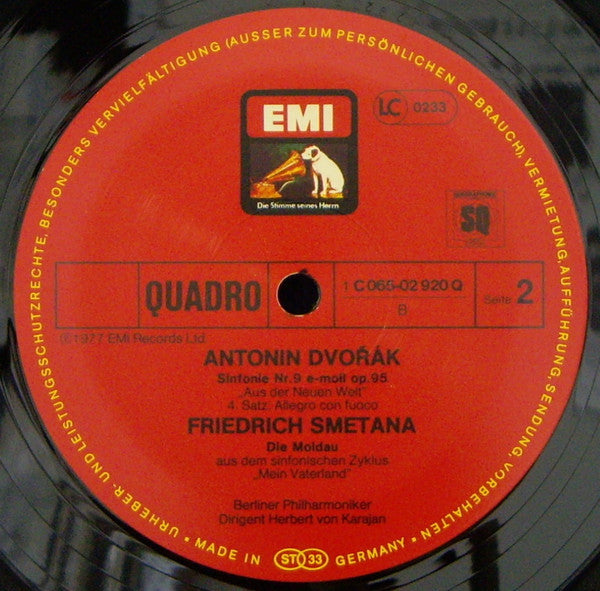 URHEBER- UND LEISTUNGSSCHUTZRECHTE, BESONDERS VERVIELFÄLTIGUNG (AUSSER ZUM PERSÖNLICHEN GEBRAUCH), VERMIETUNG, AUFFÜHRUNG, SENDUNG, VORBEHALTEN
EMI
LC 0233
Die Stimme seines Herrn
SQ
QUADRO
1 C 065-02 920 Q
B
Seite 2
Ⓟ1977 EMI Records Ltd.
ANTONIN DVOŘÁK
Sinfonie Nr. 9 e-moll op. 95
„Aus der Neuen Welt"
4. Satz: Allegro con fuoco
FRIEDRICH SMETANA
Die Moldau
aus dem sinfonischen Zyklus
„Mein Vaterland"
Berliner Philharmoniker
Dirigent Herbert von Karajan
• MADE IN ST 33 GERMANY •